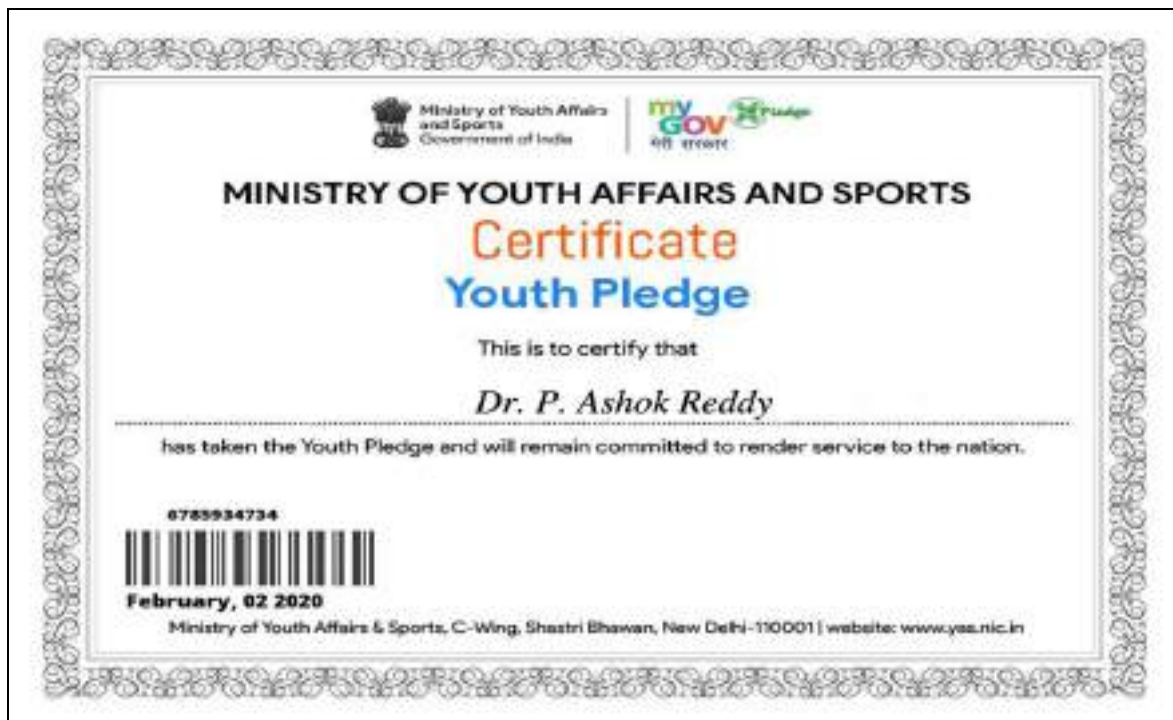 Ministry of Youth Affairs
and Sports
Government of India
my
GOV
मेरी सरकार
Pledge
MINISTRY OF YOUTH AFFAIRS AND SPORTS
Certificate
Youth Pledge
This is to certify that
Dr. P. Ashok Reddy
has taken the Youth Pledge and will remain committed to render service to the nation.
6785934734
February, 02 2020
Ministry of Youth Affairs & Sports, C-Wing, Shastri Bhawan, New Delhi-110001 | website: www.yas.nic.in